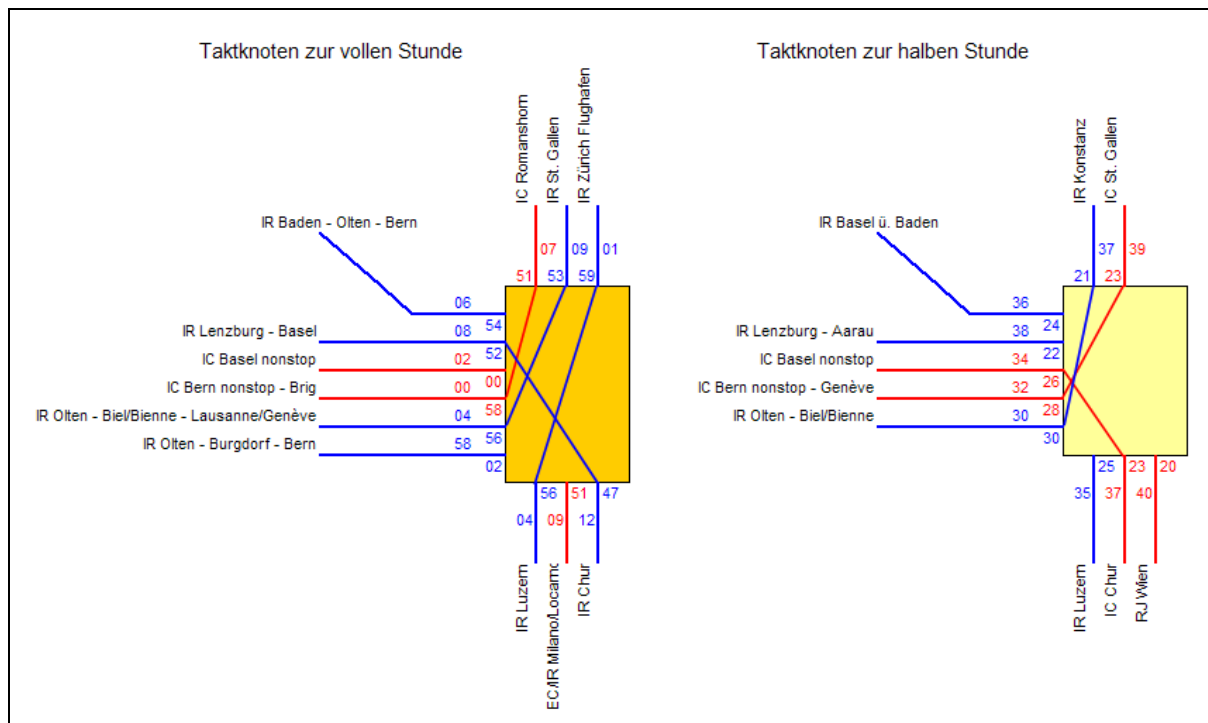 Taktknoten zur vollen Stunde
IC Romanshorn
IR St. Gallen
IR Zürich Flughafen
07 09 01
51 53 59
IR Baden - Olten - Bern
06
54
IR Lenzburg - Basel
08
52
IC Basel nonstop
02
00
IC Bern nonstop - Brig
00
58
IR Olten - Biel/Bienne - Lausanne/Genève
04
56
IR Olten - Burgdorf - Bern
58
02
56 51 47
04 09 12
IR Luzern
EC/IR Milano/Locarno
IR Chur
Taktknoten zur halben Stunde
IR Konstanz
IC St. Gallen
37 39
21 23
IR Basel ü. Baden
36
24
IR Lenzburg - Aarau
38
22
IC Basel nonstop
34
26
IC Bern nonstop - Genève
32
28
IR Olten - Biel/Bienne
30
30
25 23 20
35 37 40
IR Luzern
IC Chur
RJ Wien